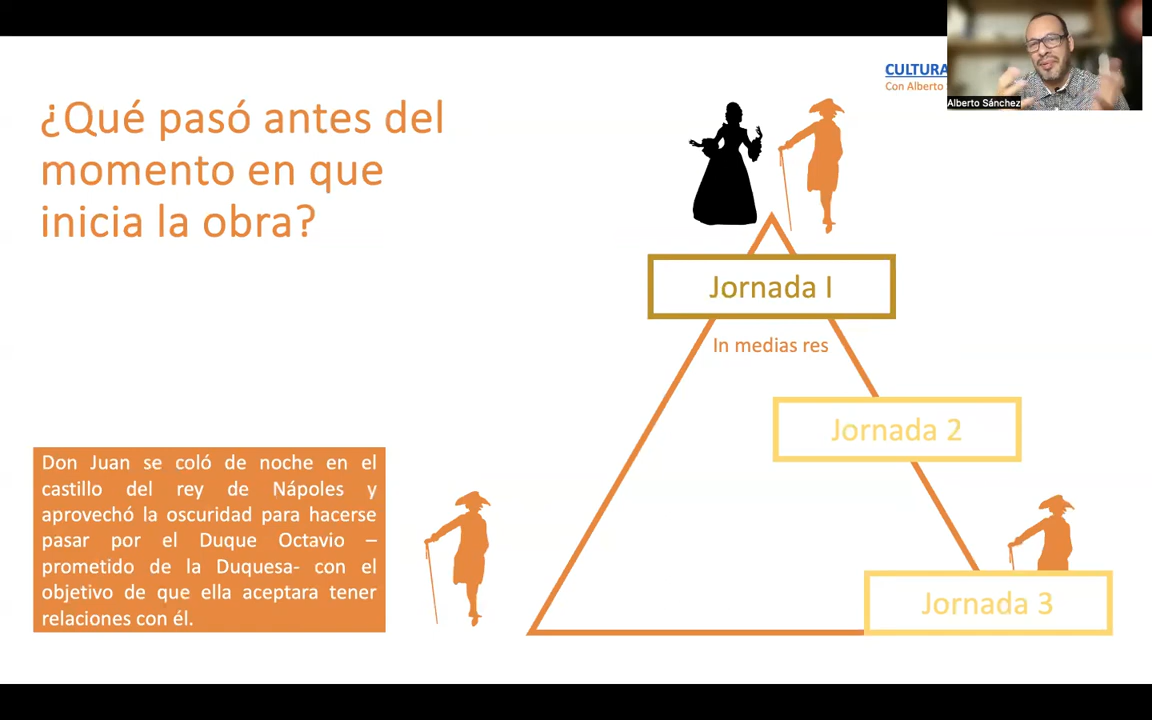 CULTURA
Con Alberto
Alberto Sánchez
¿Qué pasó antes del
momento en que
inicia la obra?
Jornada I
In medias res
Jornada 2
Jornada 3
Don Juan se coló de noche en el
castillo del rey de Nápoles y
aprovechó la oscuridad para hacerse
pasar por el Duque Octavio –
prometido de la Duquesa- con el
objetivo de que ella aceptara tener
relaciones con él.